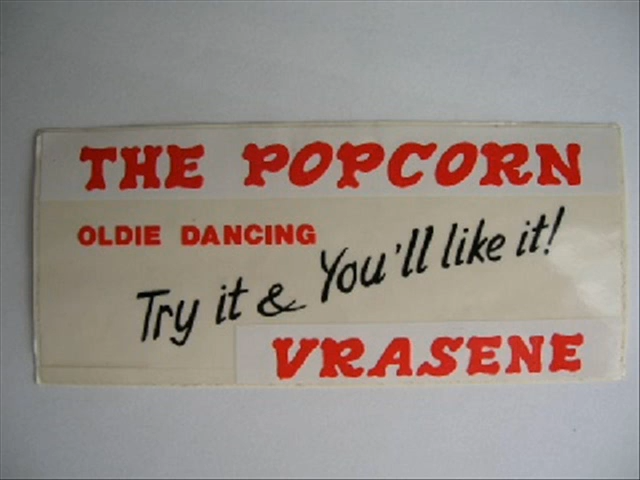 THE POPCORN
OLDIE DANCING
Try it & You'll like it!
VRASENE